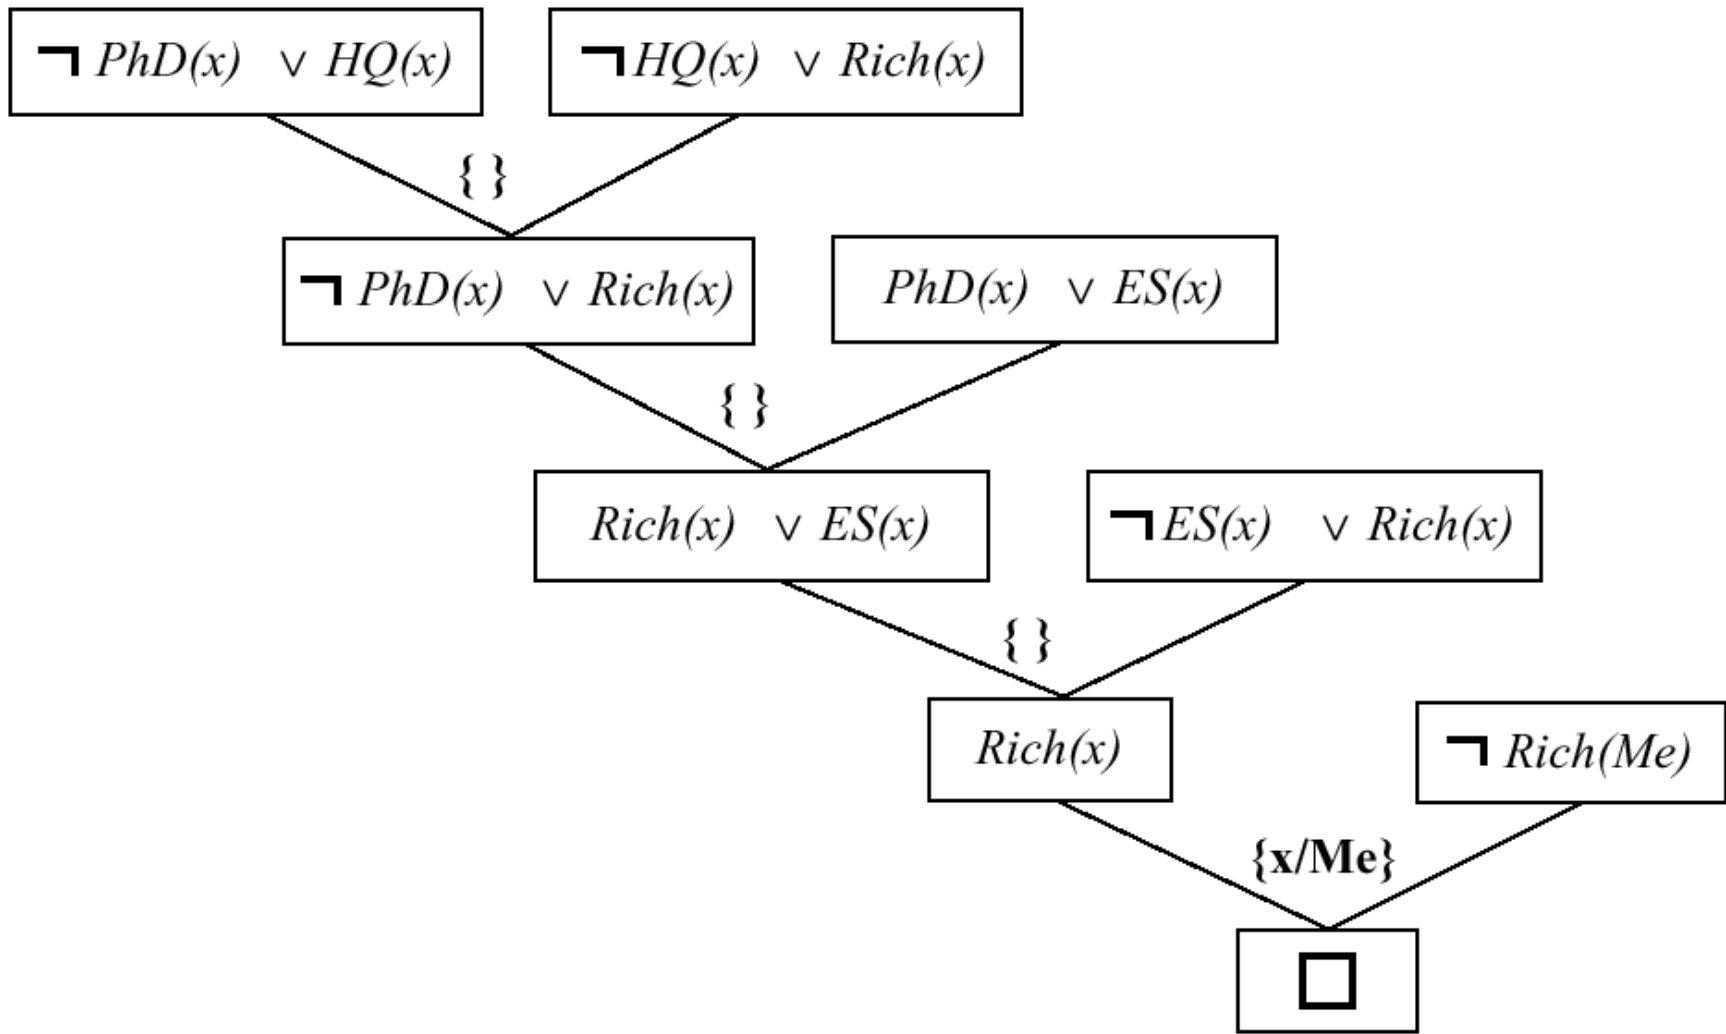 ¬ PhD(x) ∨ HQ(x)
¬HQ(x) ∨ Rich(x)
{ }
¬ PhD(x) ∨ Rich(x)
PhD(x) ∨ ES(x)
{ }
Rich(x) ∨ ES(x)
¬ES(x) ∨ Rich(x)
{ }
Rich(x)
¬ Rich(Me)
{x/Me}
□